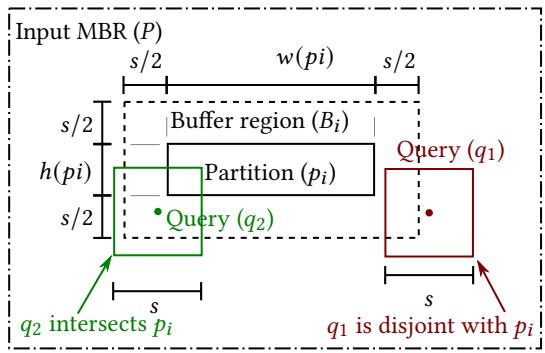 Input MBR (P)
s/2
w(pi)
s/2
s/2
Buffer region (Bᵢ)
Query (q₁)
h(pi)
Partition (pᵢ)
s/2
Query (q₂)
s
s
q₂ intersects pᵢ
q₁ is disjoint with pᵢ